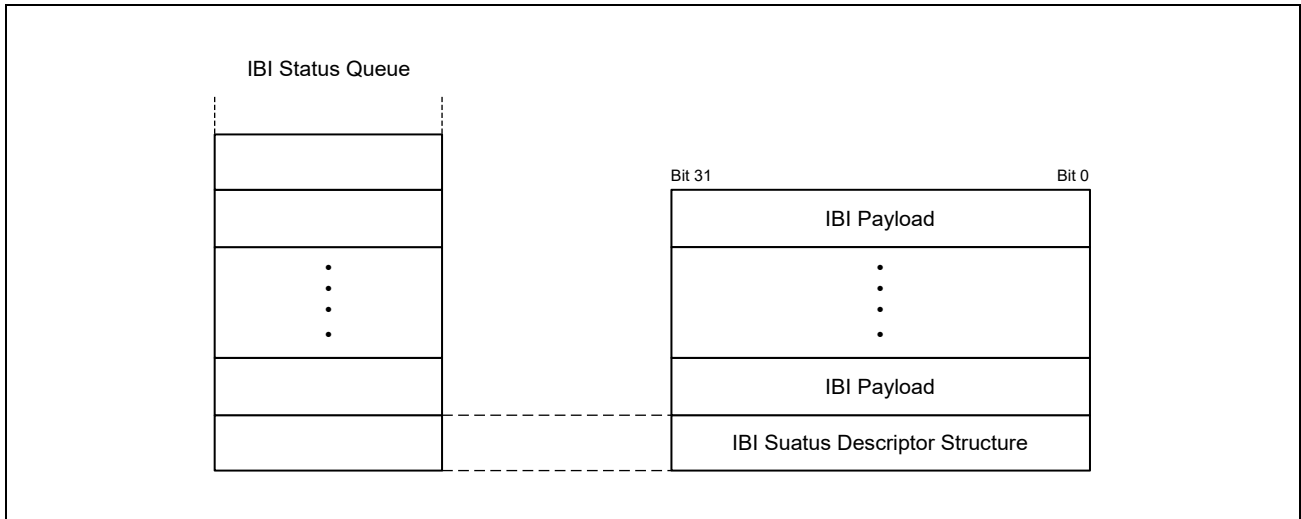 IBI Status Queue
Bit 31
Bit 0
IBI Payload
IBI Payload
IBI Suatus Descriptor Structure